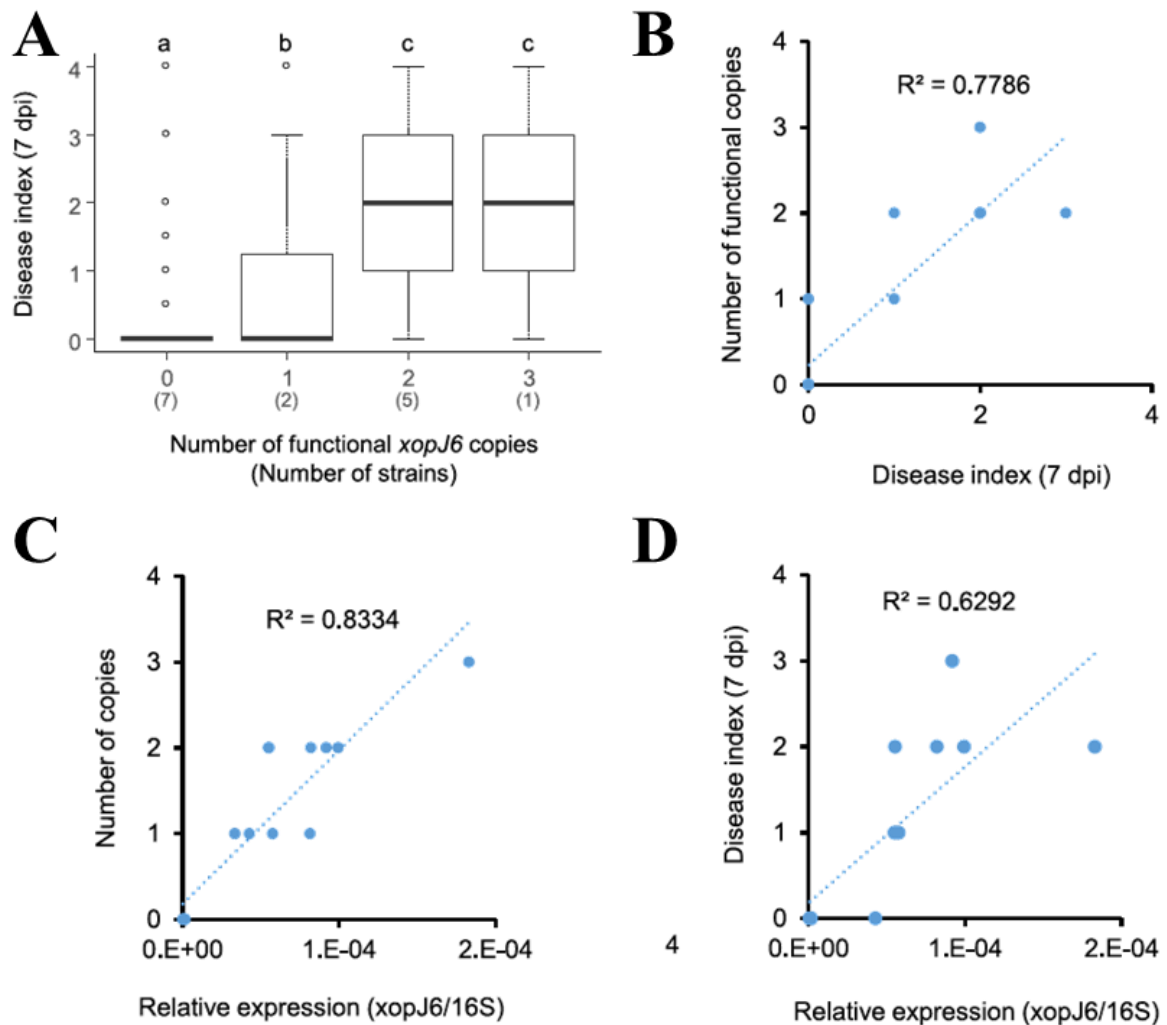 A
a b c c
Disease index (7 dpi)
4
3
2
1
0
0 1 2 3
(7) (2) (5) (1)
Number of functional xopJ6 copies
(Number of strains)
B
R² = 0.7786
Number of functional copies
4
3
2
1
0
0 2 4
Disease index (7 dpi)
C
R² = 0.8334
Number of copies
4
3
2
1
0
0.E+00 1.E-04 2.E-04
Relative expression (xopJ6/16S)
4
D
R² = 0.6292
Disease index (7 dpi)
4
3
2
1
0
0.E+00 1.E-04 2.E-04
Relative expression (xopJ6/16S)